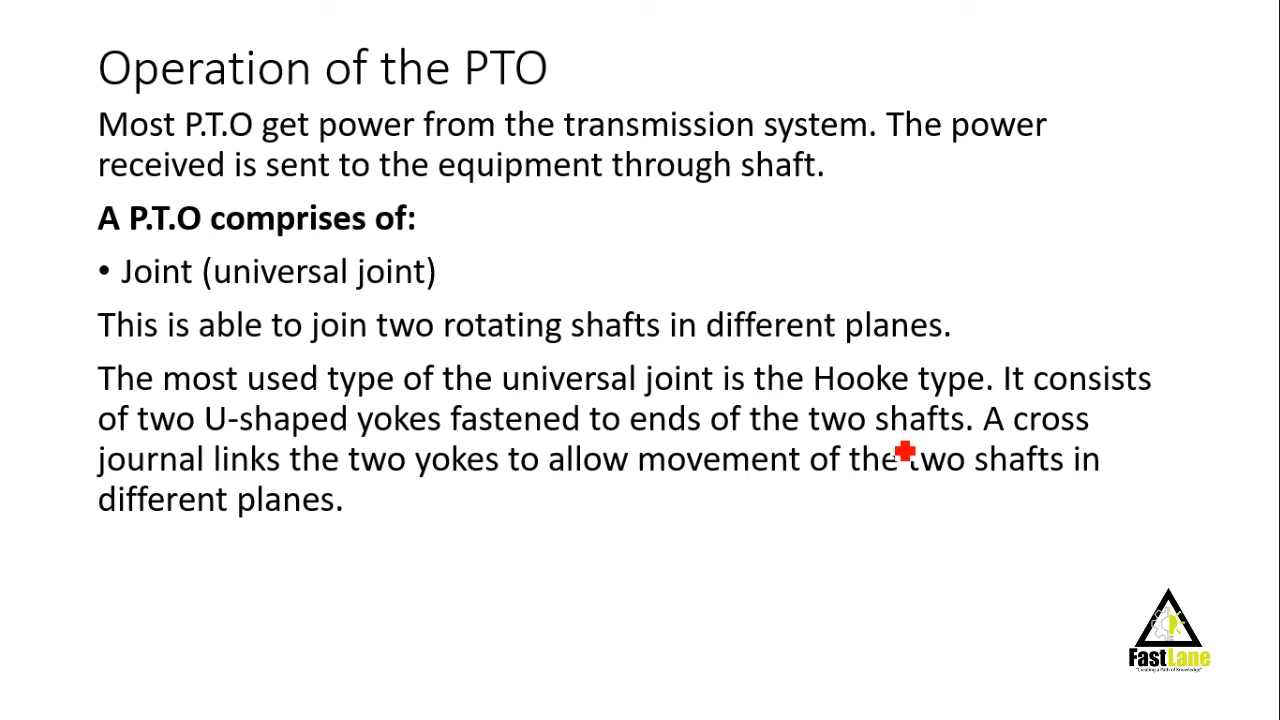 Operation of the PTO
Most P.T.O get power from the transmission system. The power
received is sent to the equipment through shaft.
A P.T.O comprises of:
• Joint (universal joint)
This is able to join two rotating shafts in different planes.
The most used type of the universal joint is the Hooke type. It consists
of two U-shaped yokes fastened to ends of the two shafts. A cross
journal links the two yokes to allow movement of the two shafts in
different planes.
FastLane
"Creating a Path of Knowledge"